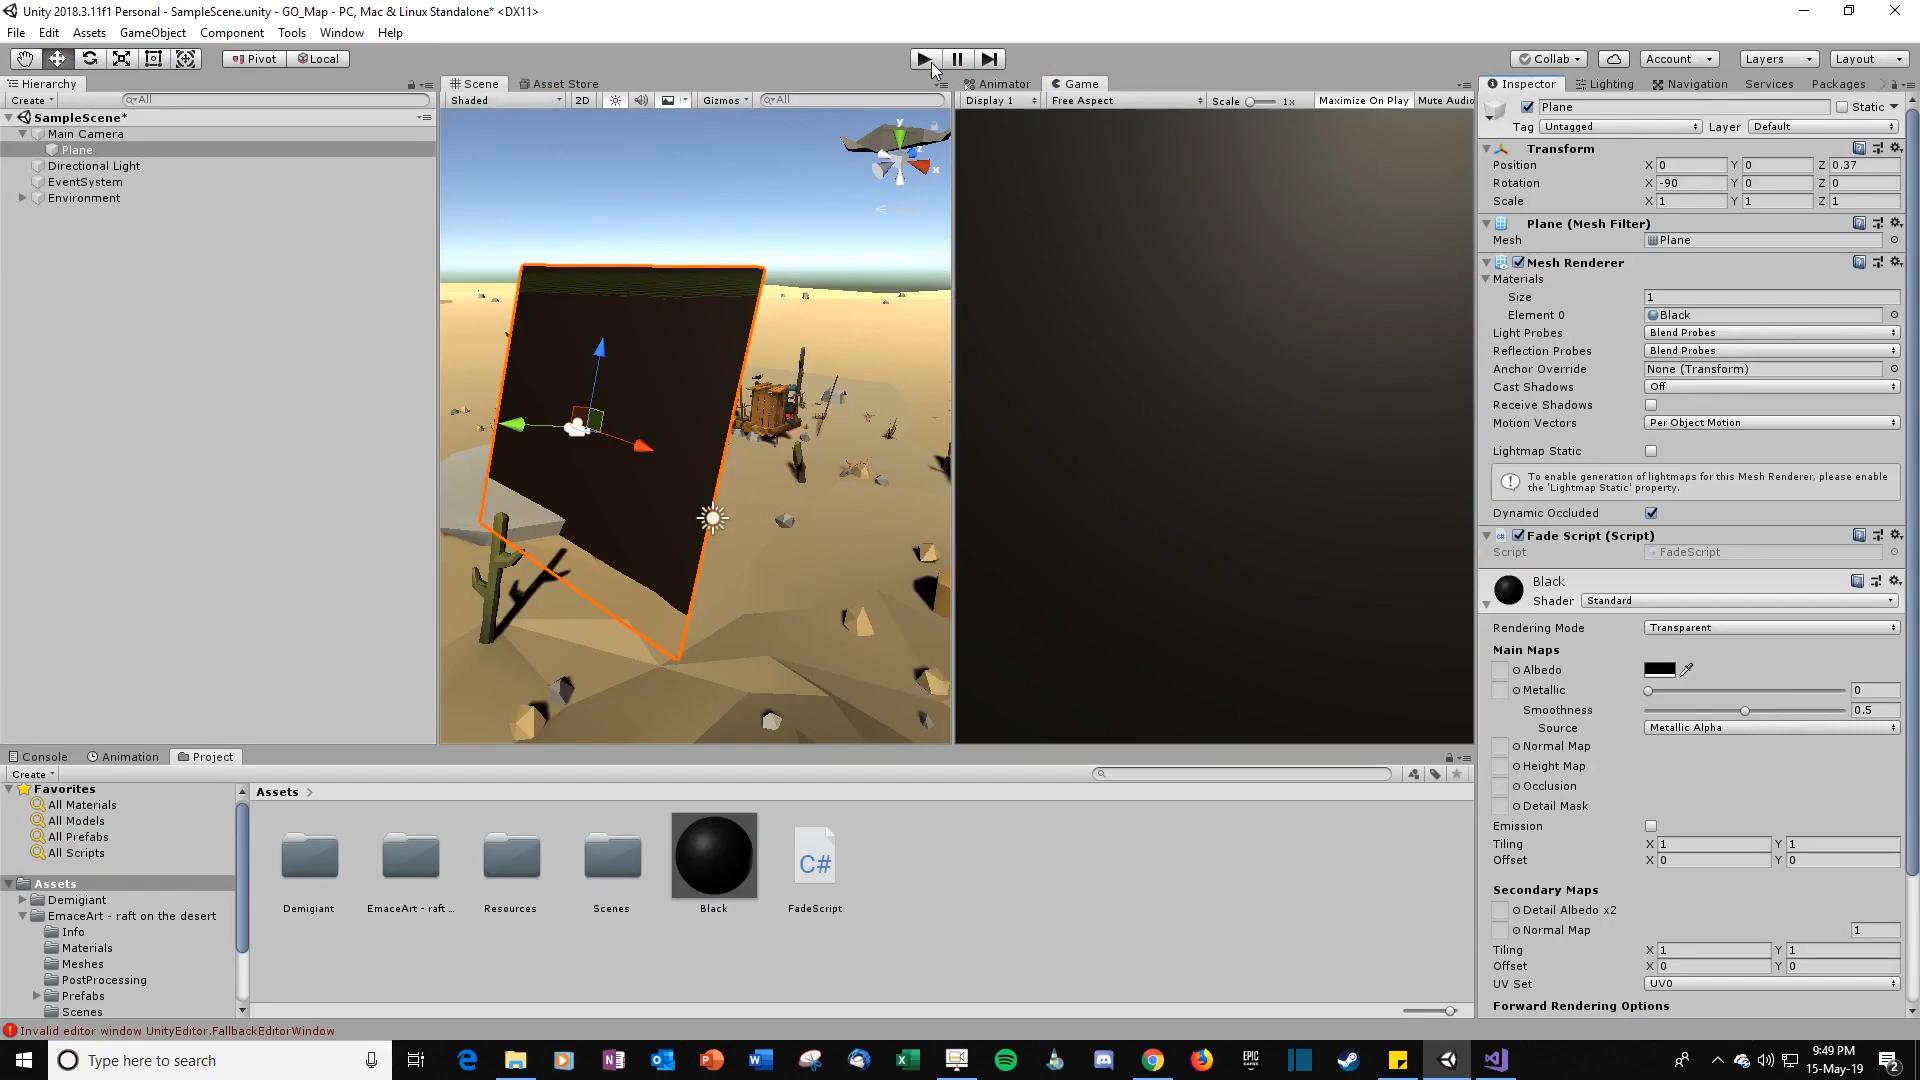 Unity 2018.3.11f1 Personal - SampleScene.unity - GO_Map - PC, Mac & Linux Standalone* <DX11>
File Edit Assets GameObject Component Tools Window Help
Pivot Local
Collab Account Layers Layout
Hierarchy
Create All
SampleScene*
Main Camera
Plane
Directional Light
EventSystem
Environment
Scene Asset Store
Shaded 2D Gizmos All
y
z
x
Animator Game
Display 1 Free Aspect Scale 1x Maximize On Play Mute Audio
Inspector Lighting Navigation Services Packages
Plane Static
Tag Untagged Layer Default
Transform
Position X 0 Y 0 Z 0.37
Rotation X -90 Y 0 Z 0
Scale X 1 Y 1 Z 1
Plane (Mesh Filter)
Mesh Plane
Mesh Renderer
Materials
Size 1
Element 0 Black
Light Probes Blend Probes
Reflection Probes Blend Probes
Anchor Override None (Transform)
Cast Shadows Off
Receive Shadows
Motion Vectors Per Object Motion
Lightmap Static
To enable generation of lightmaps for this Mesh Renderer, please enable
the 'Lightmap Static' property.
Dynamic Occluded
Fade Script (Script)
Script FadeScript
Black
Shader Standard
Rendering Mode Transparent
Main Maps
Albedo
Metallic 0
Smoothness 0.5
Source Metallic Alpha
Normal Map
Height Map
Occlusion
Detail Mask
Emission
Tiling X 1 Y 1
Offset X 0 Y 0
Secondary Maps
Detail Albedo x2
Normal Map 1
Tiling X 1 Y 1
Offset X 0 Y 0
UV Set UV0
Forward Rendering Options
Console Animation Project
Create
Favorites
All Materials
All Models
All Prefabs
All Scripts
Assets
Demigiant
EmaceArt - raft on the desert
Info
Materials
Meshes
PostProcessing
Prefabs
Scenes
Assets
Demigiant
EmaceArt - raft ...
Resources
Scenes
Black
C#
FadeScript
Invalid editor window UnityEditor.FallbackEditorWindow
Type here to search
EPIC
GAMES
9:49 PM
15-May-19
2